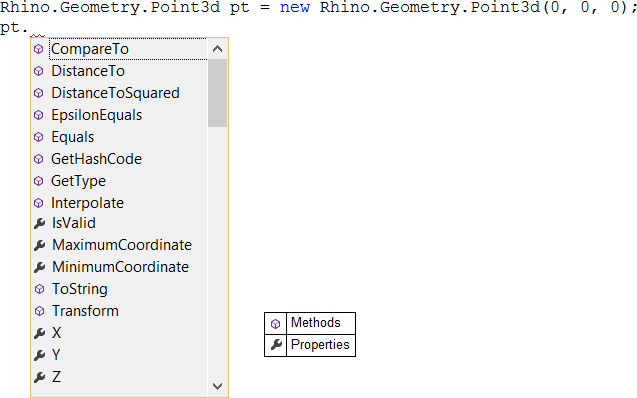 Rhino.Geometry.Point3d pt = new Rhino.Geometry.Point3d(0, 0, 0);
pt.
CompareTo
DistanceTo
DistanceToSquared
EpsilonEquals
Equals
GetHashCode
GetType
Interpolate
IsValid
MaximumCoordinate
MinimumCoordinate
ToString
Transform
X
Y
Z
Methods
Properties